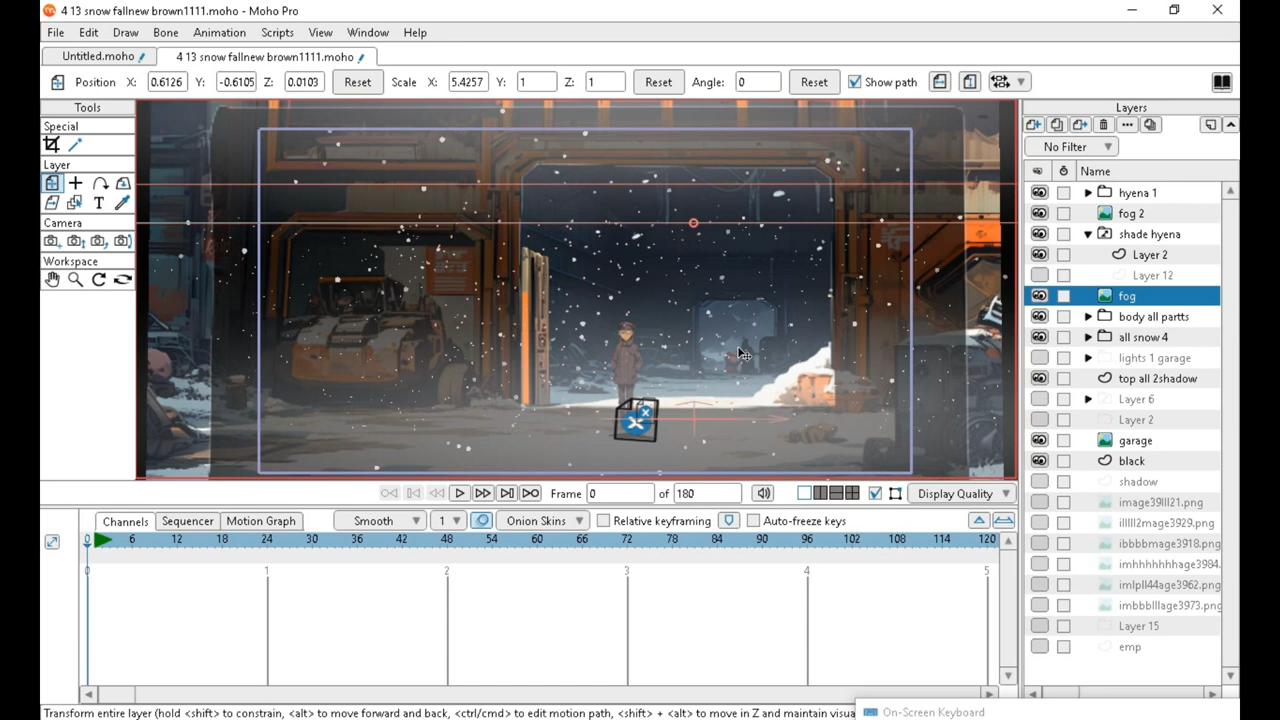 4 13 snow fallnew brown1111.moho - Moho Pro
File Edit Draw Bone Animation Scripts View Window Help
Untitled.moho 4 13 snow fallnew brown1111.moho
Position X: 0.6126 Y: -0.6105 Z: 0.0103 Reset Scale X: 5.4257 Y: 1 Z: 1 Reset Angle: 0 Reset Show path
Tools
Special
Layer
Camera
Workspace
Layers
No Filter
Name
hyena 1
fog 2
shade hyena
Layer 2
Layer 12
fog
body all partts
all snow 4
lights 1 garage
top all 2shadow
Layer 6
Layer 2
garage
black
shadow
image39lll21.png
illlll2mage3929.png
ibbbbmage3918.png
imhhhhhhhage3984.
imlpll44age3962.png
imbbblllage3973.png
Layer 15
emp
Frame 0 of 180 Display Quality
Channels Sequencer Motion Graph Smooth 1 Onion Skins Relative keyframing Auto-freeze keys
0 6 12 18 24 30 36 42 48 54 60 66 72 78 84 90 96 102 108 114 120
0 1 2 3 4 5
Transform entire layer (hold <shift> to constrain, <alt> to move forward and back, <ctrl/cmd> to edit motion path, <shift> + <alt> to move in Z and maintain visua
On-Screen Keyboard